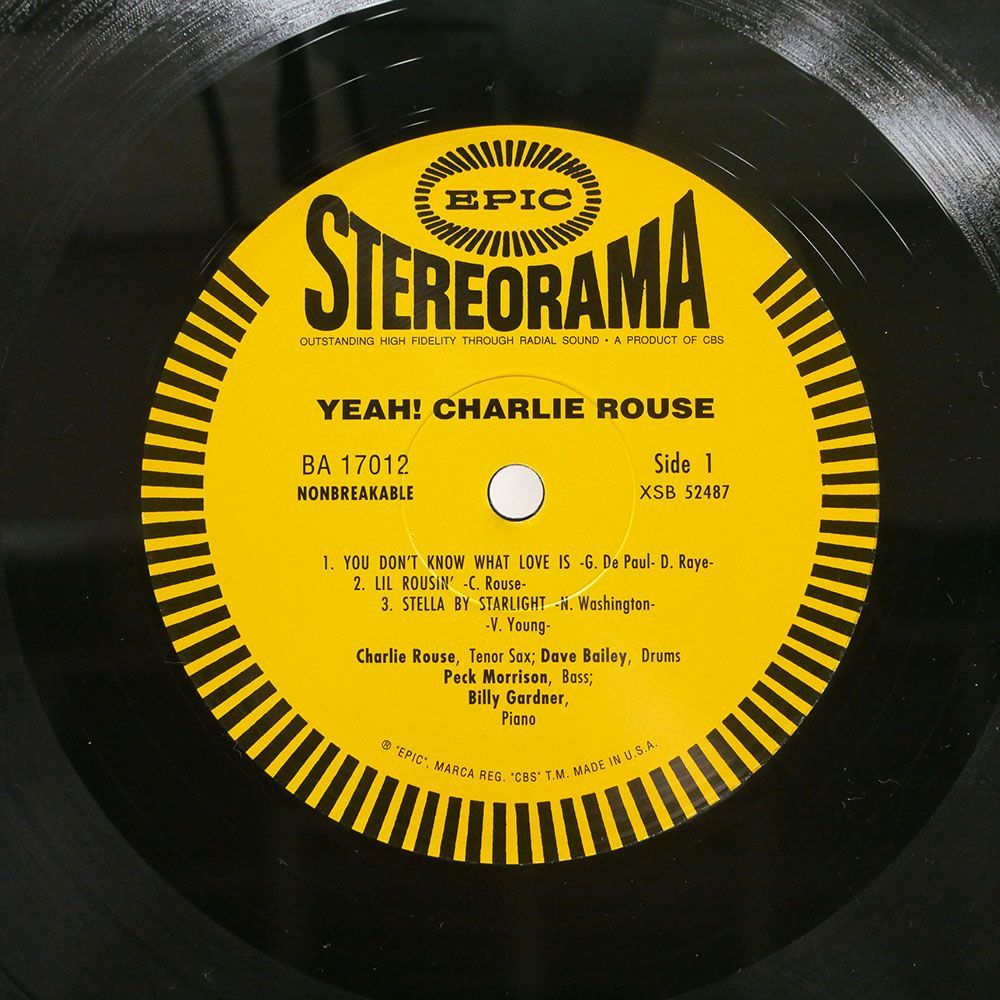 EPIC
STEREORAMA
OUTSTANDING HIGH FIDELITY THROUGH RADIAL SOUND • A PRODUCT OF CBS
YEAH! CHARLIE ROUSE
BA 17012 Side 1
NONBREAKABLE XSB 52487
1. YOU DON'T KNOW WHAT LOVE IS -G. De Paul- D. Raye-
2. LIL ROUSIN' -C. Rouse-
3. STELLA BY STARLIGHT -N. Washington-
-V. Young-
Charlie Rouse, Tenor Sax; Dave Bailey, Drums
Peck Morrison, Bass;
Billy Gardner,
Piano
® "EPIC", MARCA REG. "CBS" T.M. MADE IN U.S.A.